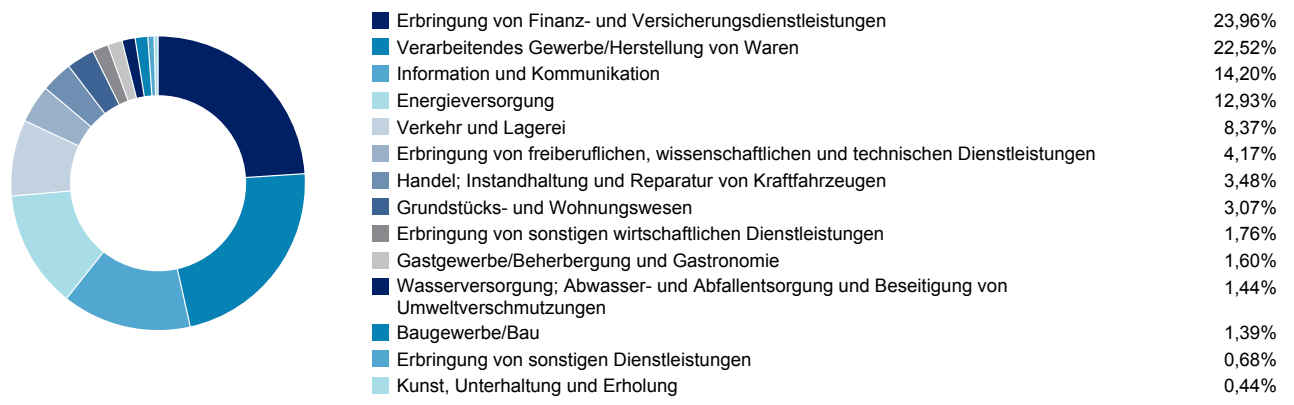 Erbringung von Finanz- und Versicherungsdienstleistungen 23,96%
Verarbeitendes Gewerbe/Herstellung von Waren 22,52%
Information und Kommunikation 14,20%
Energieversorgung 12,93%
Verkehr und Lagerei 8,37%
Erbringung von freiberuflichen, wissenschaftlichen und technischen Dienstleistungen 4,17%
Handel; Instandhaltung und Reparatur von Kraftfahrzeugen 3,48%
Grundstücks- und Wohnungswesen 3,07%
Erbringung von sonstigen wirtschaftlichen Dienstleistungen 1,76%
Gastgewerbe/Beherbergung und Gastronomie 1,60%
Wasserversorgung; Abwasser- und Abfallentsorgung und Beseitigung von 1,44%
Umweltverschmutzungen
Baugewerbe/Bau 1,39%
Erbringung von sonstigen Dienstleistungen 0,68%
Kunst, Unterhaltung und Erholung 0,44%